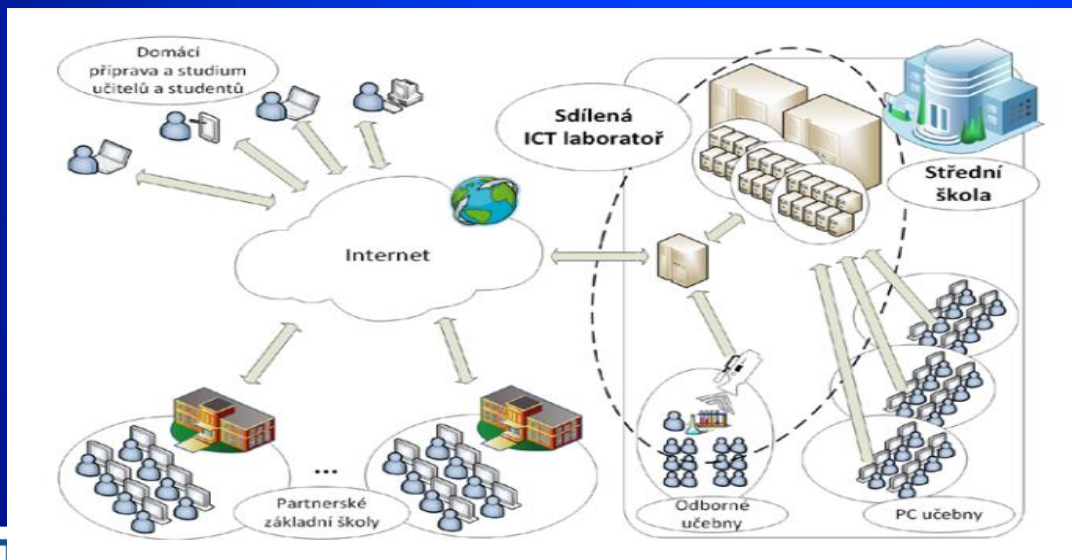 Domácí
příprava a studium
učitelů a studentů
Sdílená
ICT laboratoř
Střední
škola
Internet
...
Partnerské
základní školy
Odborné
učebny
PC učebny